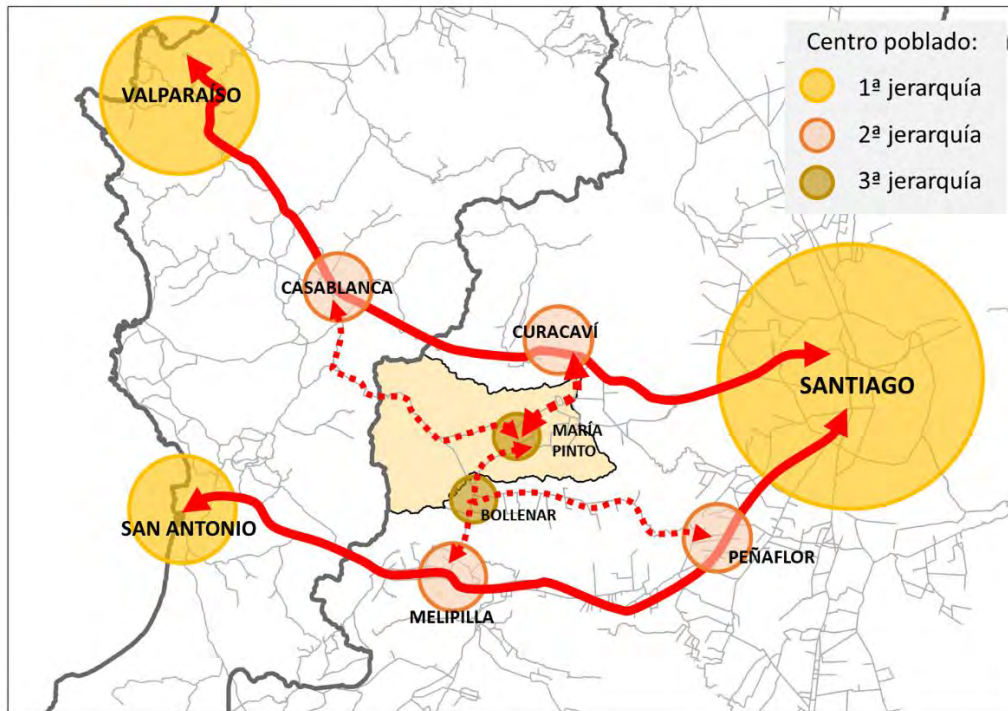 Centro poblado:
1ª jerarquía
2ª jerarquía
3ª jerarquía
VALPARAÍSO
CASABLANCA
CURACAVÍ
SANTIAGO
MARÍA
PINTO
BOLLENAR
SAN ANTONIO
PEÑAFLOR
MELIPILLA